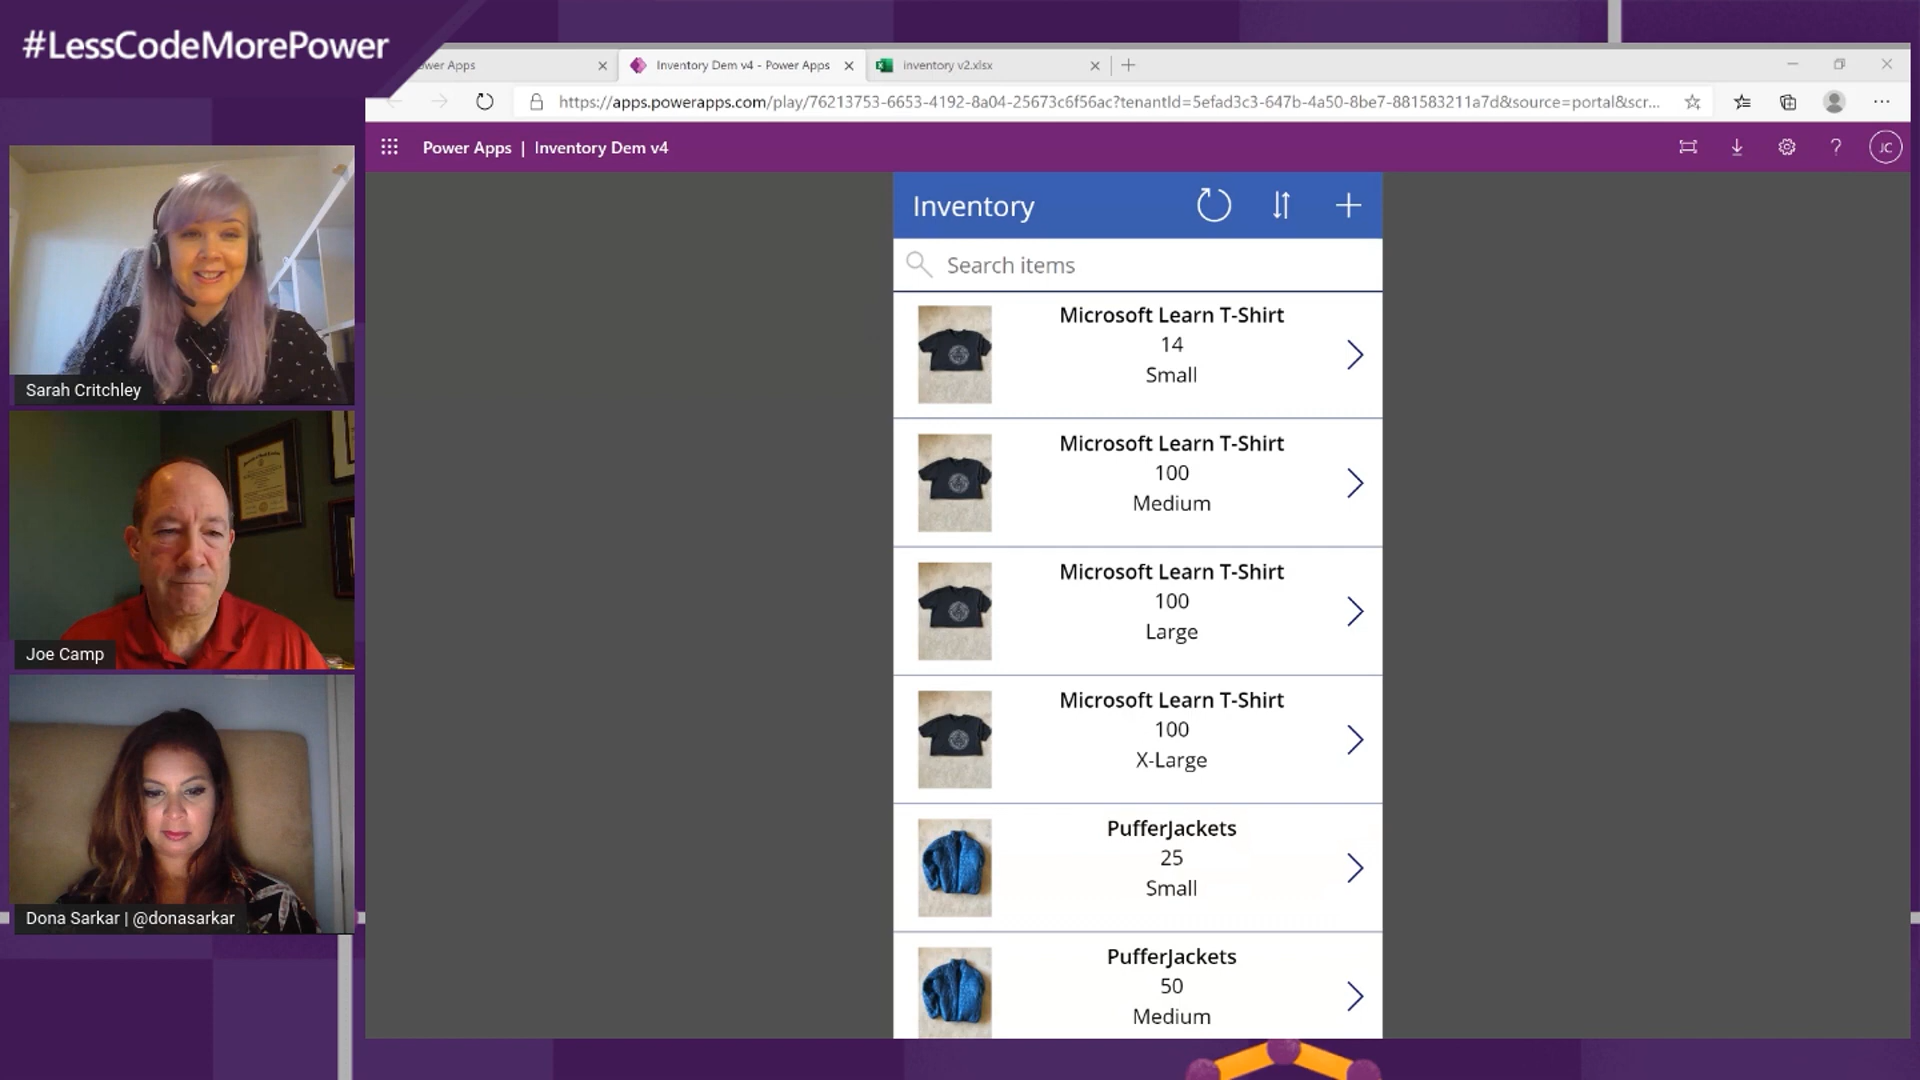 #LessCodeMorePower
ower Apps
Inventory Dem v4 - Power Apps
inventory v2.xlsx
https://apps.powerapps.com/play/76213753-6653-4192-8a04-25673c6f56ac?tenantId=5efad3c3-647b-4a50-8be7-881583211a7d&source=portal&scr...
Power Apps | Inventory Dem v4
JC
Inventory
Search items
Microsoft Learn T-Shirt
14
Small
Microsoft Learn T-Shirt
100
Medium
Microsoft Learn T-Shirt
100
Large
Microsoft Learn T-Shirt
100
X-Large
PufferJackets
25
Small
PufferJackets
50
Medium
Sarah Critchley
Joe Camp
Dona Sarkar | @donasarkar